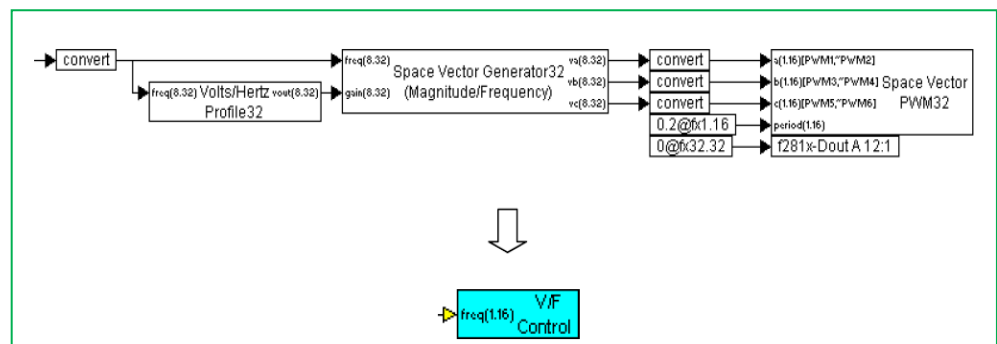 convert
freq(8.32) Volts/Hertz vout(8.32)
Profile32
freq(8.32)
gain(8.32)
Space Vector Generator32
(Magnitude/Frequency)
va(8.32)
vb(8.32)
vc(8.32)
convert
convert
convert
0.2@fx1.16
0@fx32.32
a(1.16)[PWM1,~PWM2]
b(1.16)[PWM3,~PWM4]
c(1.16)[PWM5,~PWM6]
period(1.16)
Space Vector
PWM32
f281x-Dout A 12:1
freq(1.16)
V/F
Control